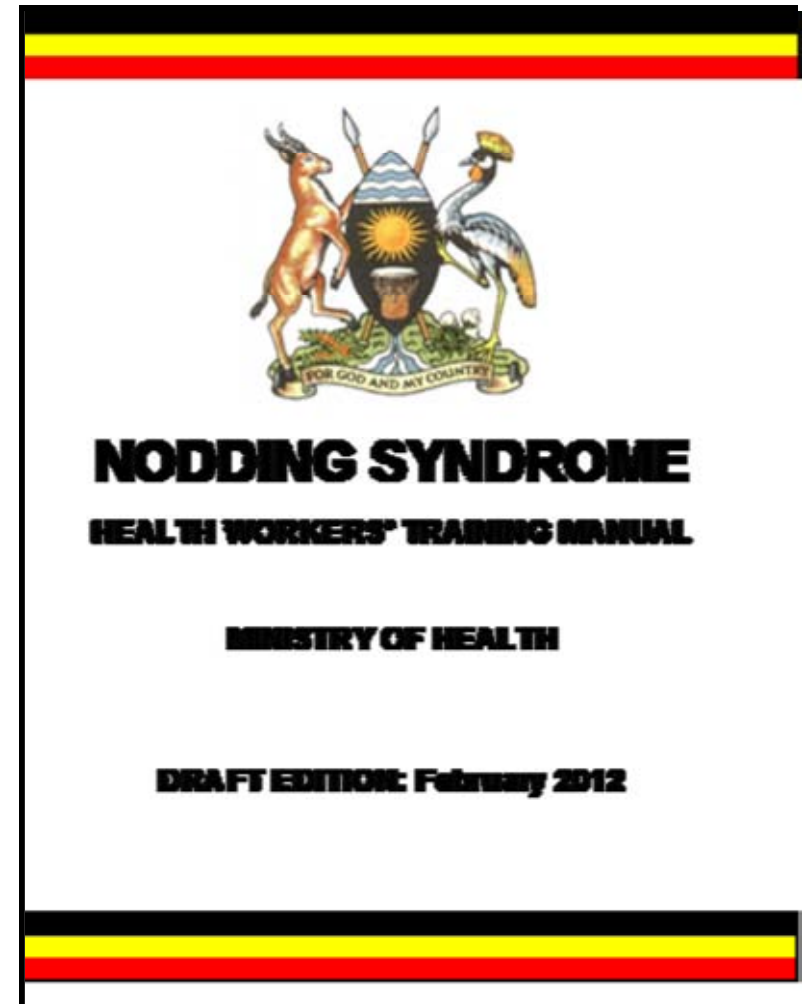 FOR GOD AND MY COUNTRY
NODDING SYNDROME
HEALTH WORKERS' TRAINING MANUAL
MINISTRY OF HEALTH
DRAFT EDITION: February 2012